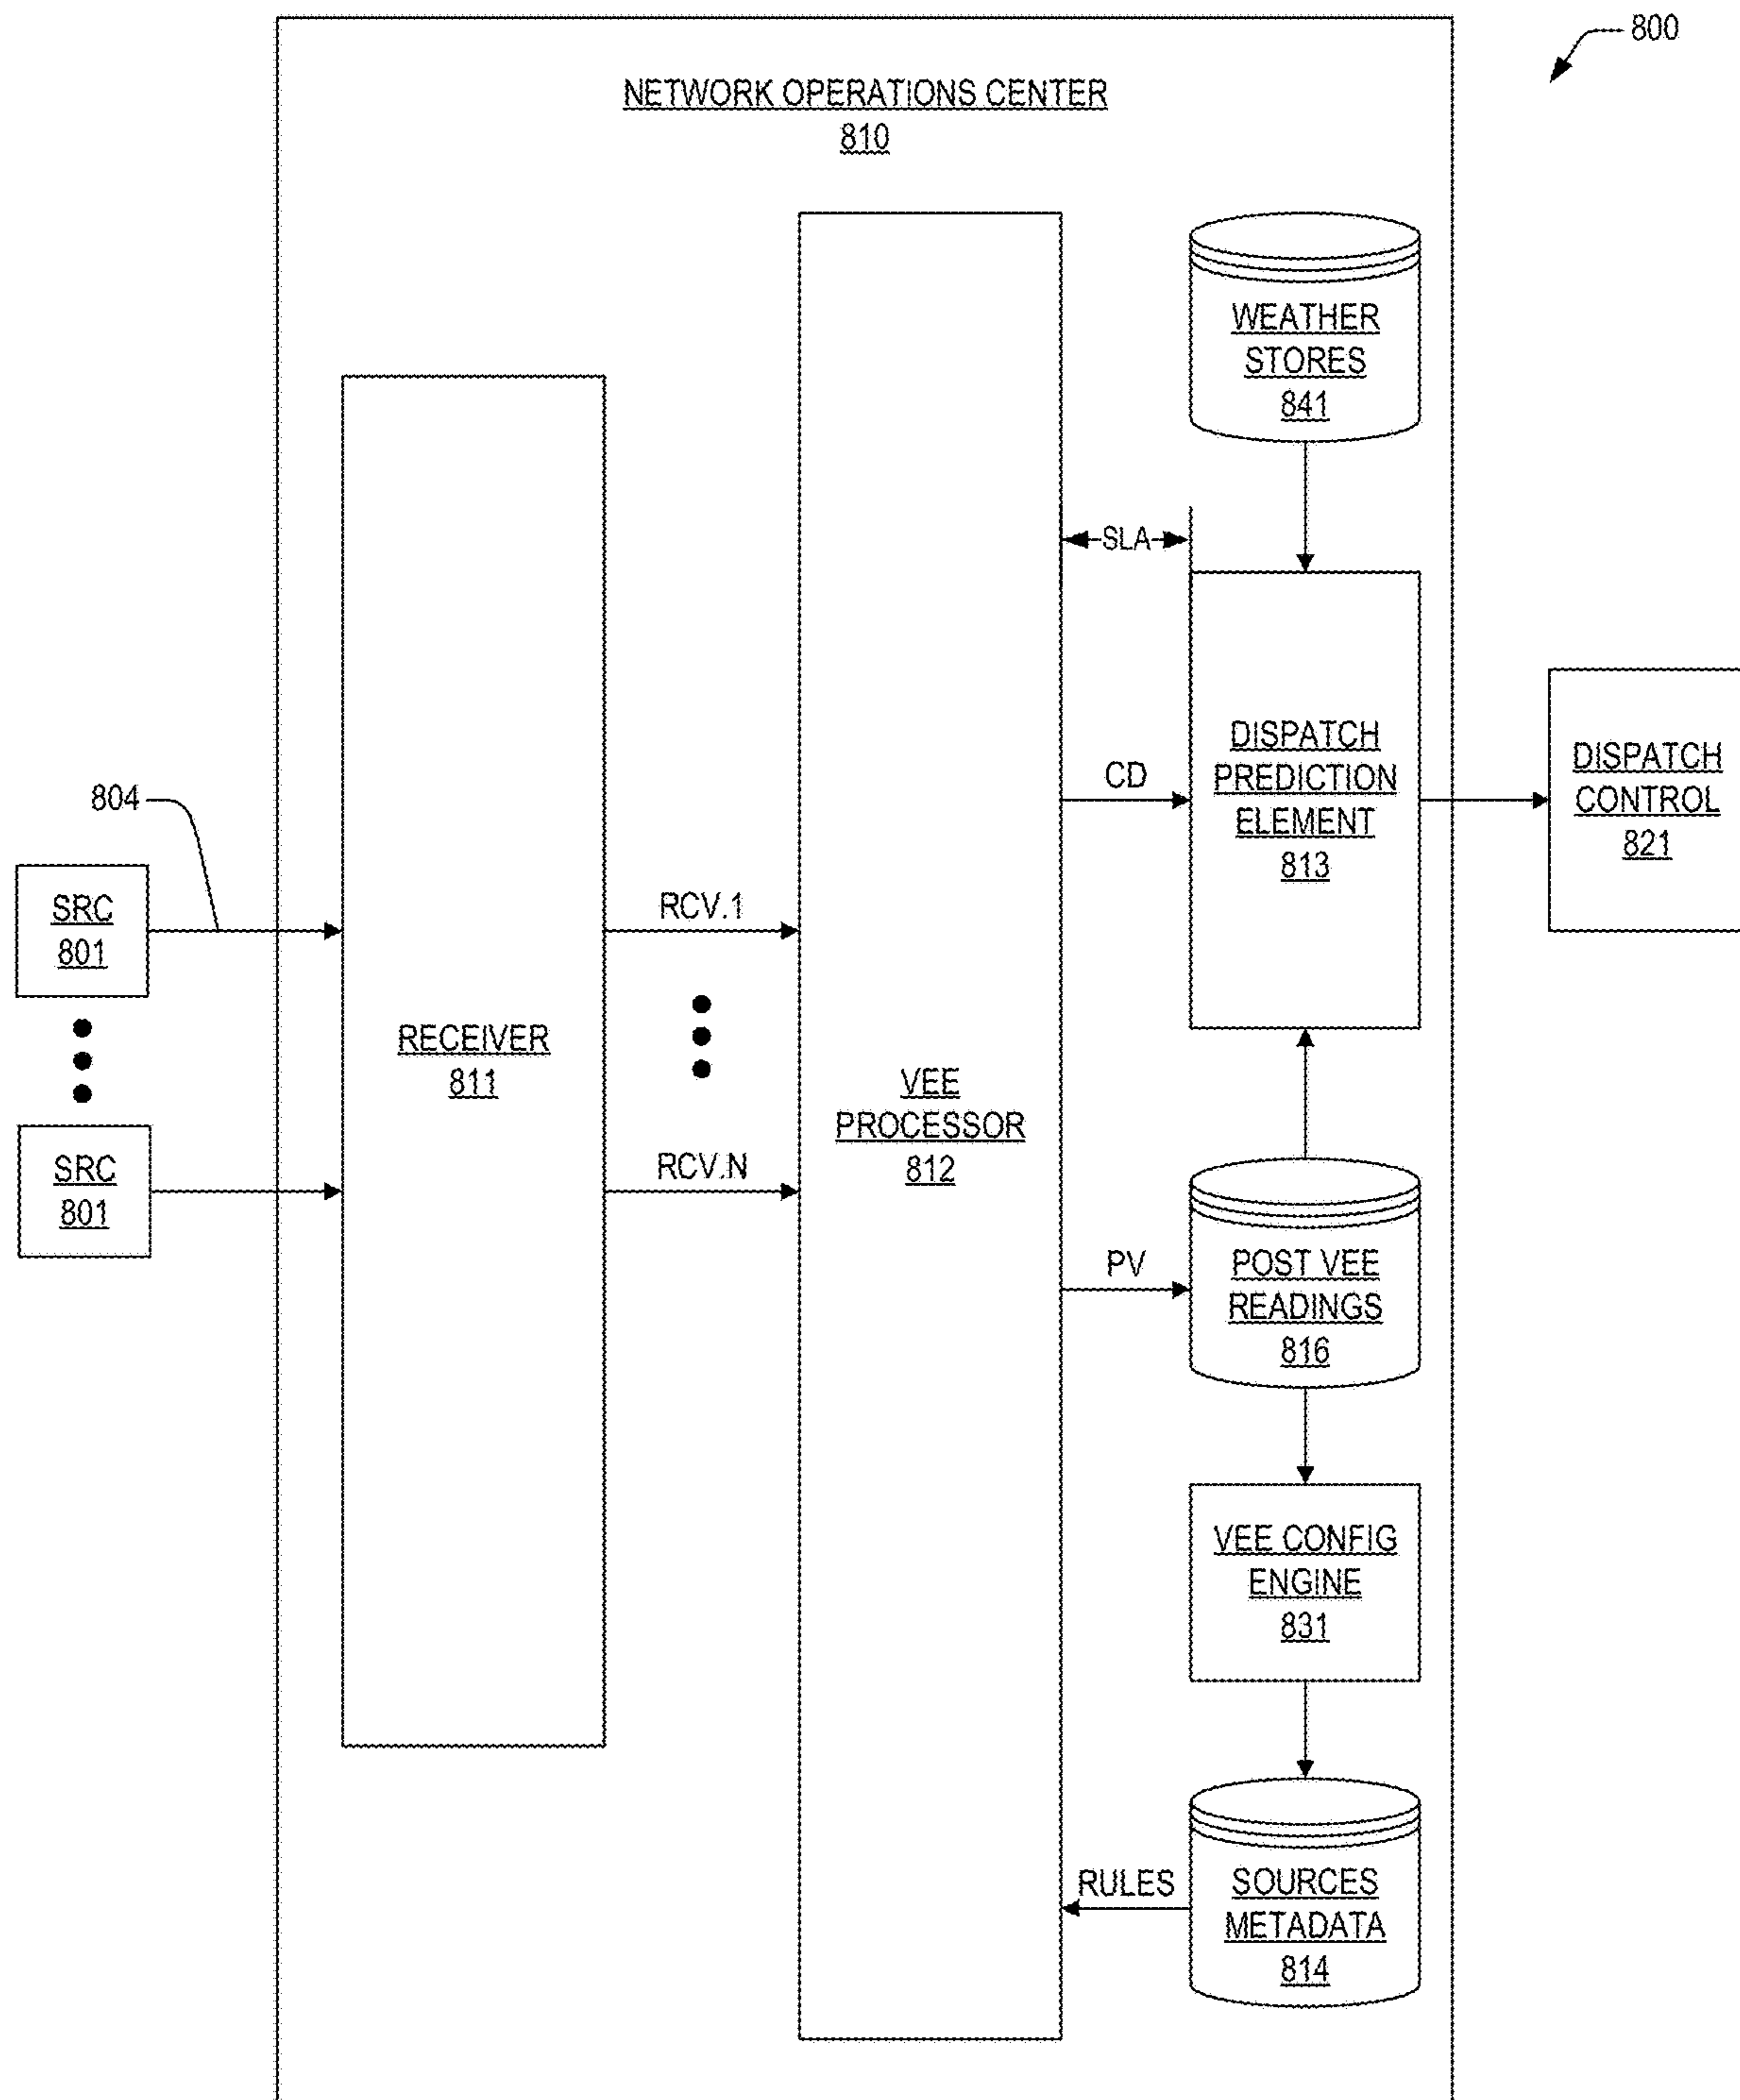 800
NETWORK OPERATIONS CENTER
810
WEATHER
STORES
841
SLA
DISPATCH
PREDICTION
ELEMENT
813
CD
DISPATCH
CONTROL
821
804
SRC
801
RCV.1
RECEIVER
811
VEE
PROCESSOR
812
SRC
801
RCV.N
PV
POST VEE
READINGS
816
VEE CONFIG
ENGINE
831
RULES
SOURCES
METADATA
814